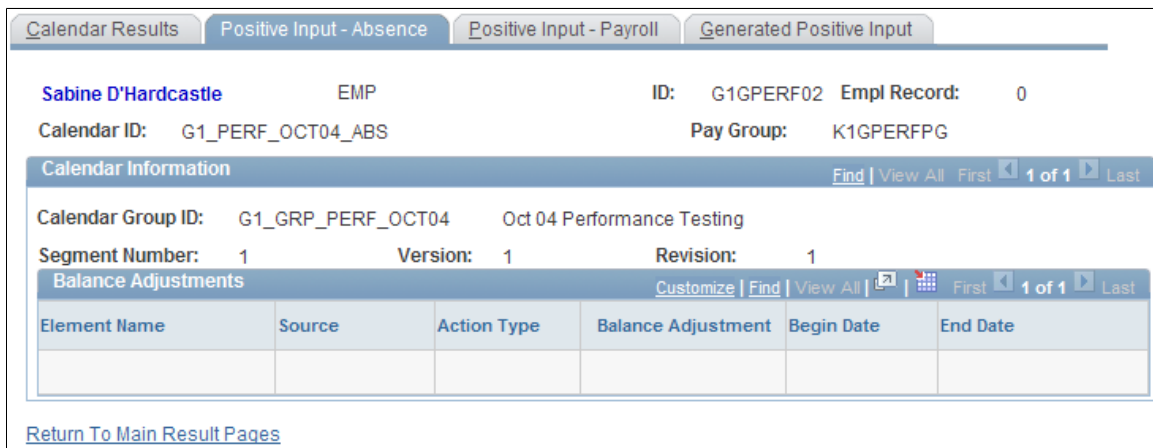 Calendar Results Positive Input - Absence Positive Input - Payroll Generated Positive Input
Sabine D'Hardcastle EMP ID: G1GPERF02 Empl Record: 0
Calendar ID: G1_PERF_OCT04_ABS Pay Group: K1GPERFPG
Calendar Information Find | View All First 1 of 1 Last
Calendar Group ID: G1_GRP_PERF_OCT04 Oct 04 Performance Testing
Segment Number: 1 Version: 1 Revision: 1
Balance Adjustments Customize | Find | View All | | First 1 of 1 Last
Element Name Source Action Type Balance Adjustment Begin Date End Date
Return To Main Result Pages